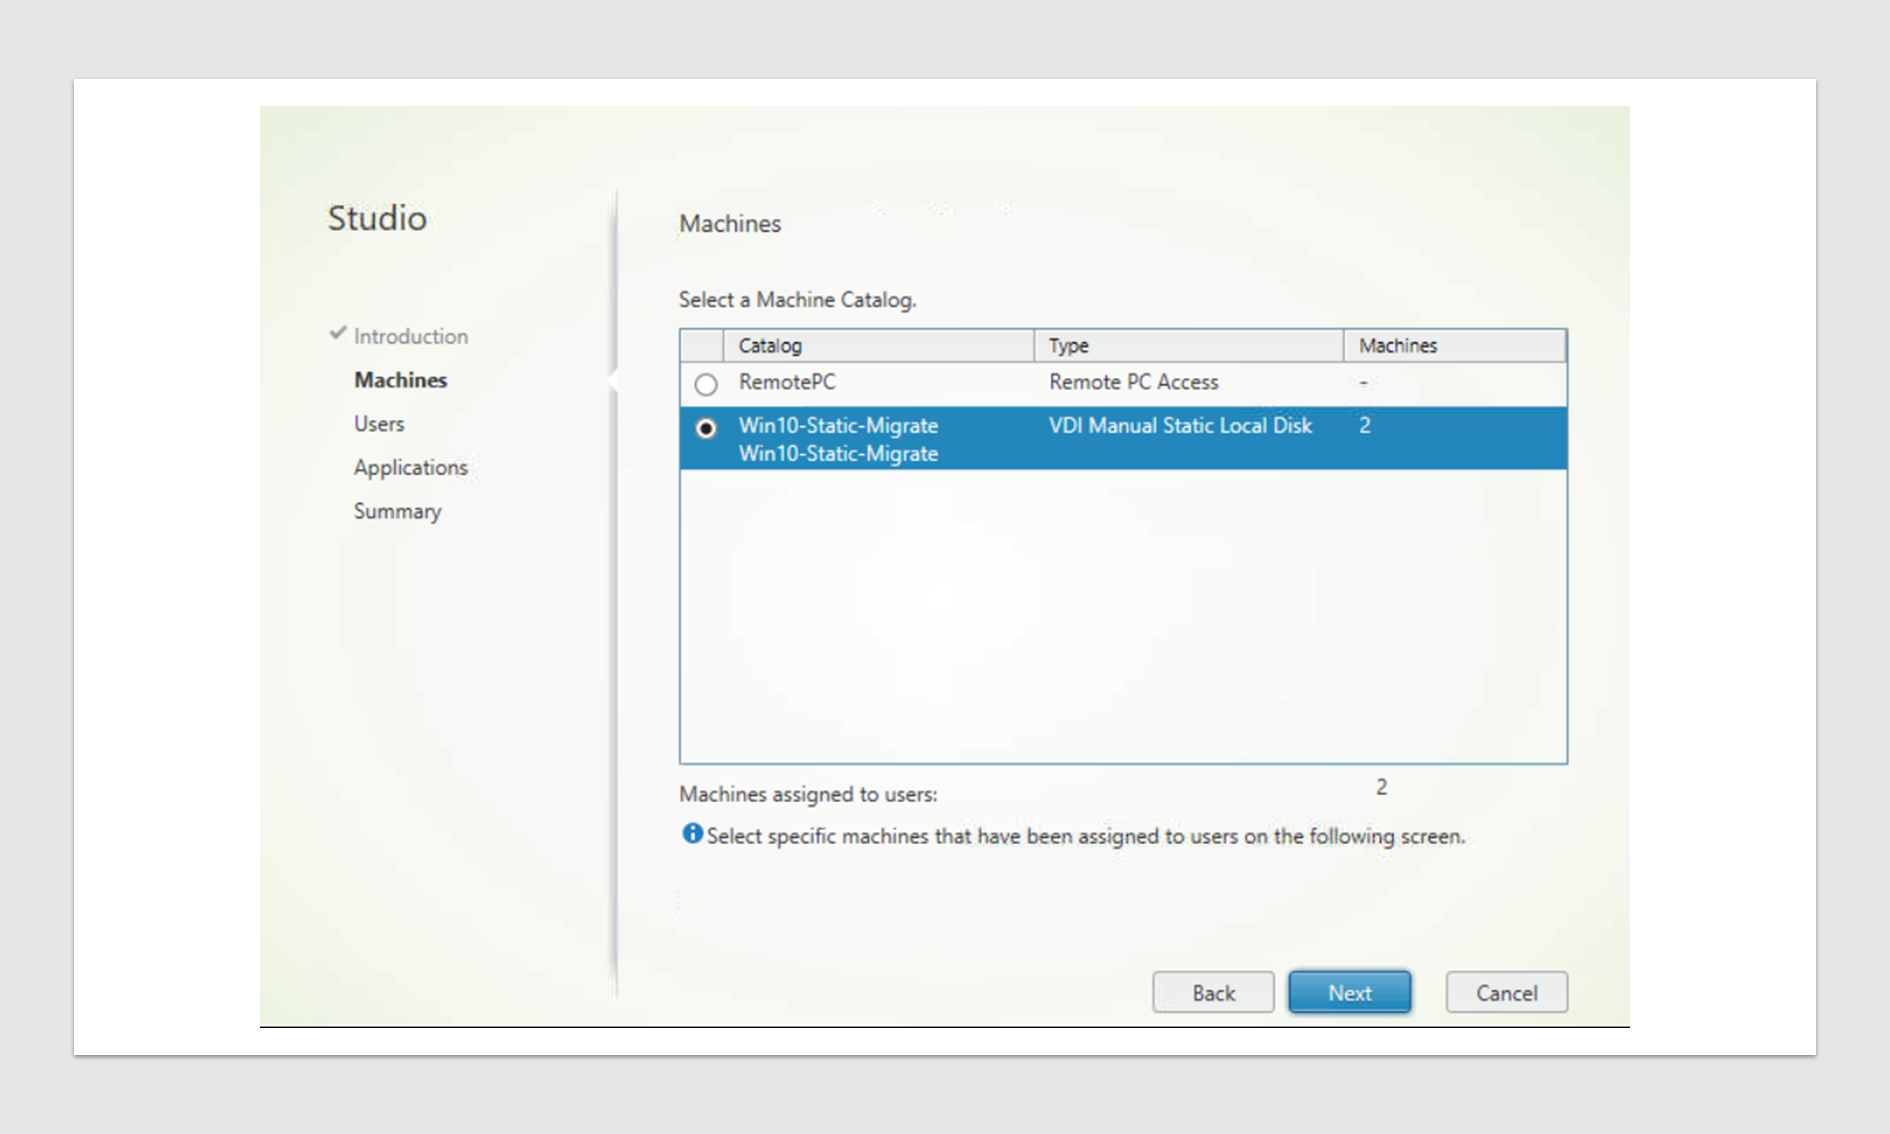 Studio
Introduction
Machines
Users
Applications
Summary
Machines
Select a Machine Catalog.
Catalog Type Machines
RemotePC Remote PC Access -
Win10-Static-Migrate VDI Manual Static Local Disk 2
Win10-Static-Migrate
Machines assigned to users: 2
Select specific machines that have been assigned to users on the following screen.
Back Next Cancel